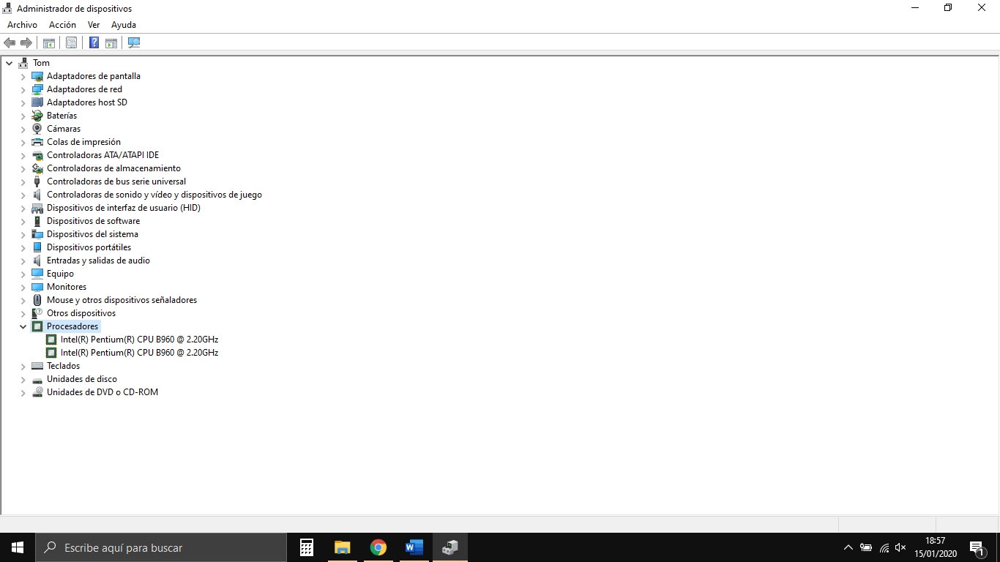 Administrador de dispositivos
Archivo Acción Ver Ayuda
Tom
Adaptadores de pantalla
Adaptadores de red
Adaptadores host SD
Baterías
Cámaras
Colas de impresión
Controladoras ATA/ATAPI IDE
Controladoras de almacenamiento
Controladoras de bus serie universal
Controladoras de sonido y vídeo y dispositivos de juego
Dispositivos de interfaz de usuario (HID)
Dispositivos de software
Dispositivos del sistema
Dispositivos portátiles
Entradas y salidas de audio
Equipo
Monitores
Mouse y otros dispositivos señaladores
Otros dispositivos
Procesadores
Intel(R) Pentium(R) CPU B960 @ 2.20GHz
Intel(R) Pentium(R) CPU B960 @ 2.20GHz
Teclados
Unidades de disco
Unidades de DVD o CD-ROM
Escribe aquí para buscar
18:57
15/01/2020
1